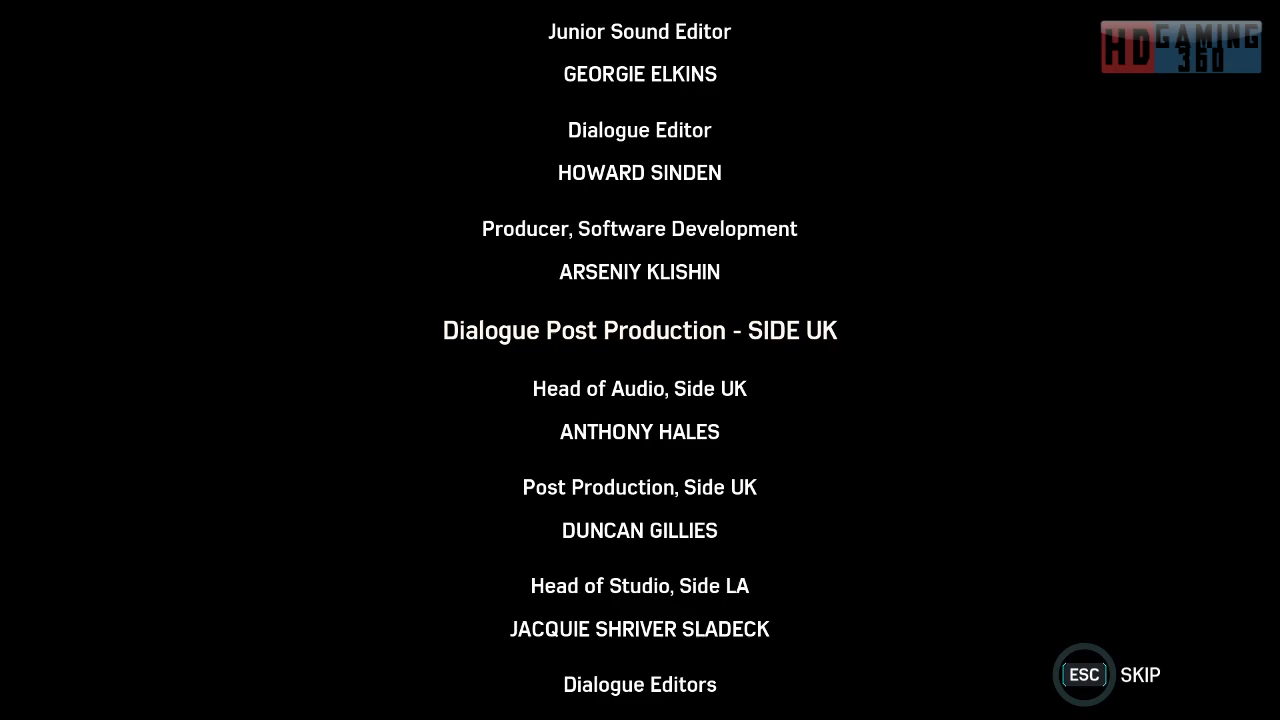 Junior Sound Editor
HD GAMING 360
GEORGIE ELKINS
Dialogue Editor
HOWARD SINDEN
Producer, Software Development
ARSENIY KLISHIN
Dialogue Post Production - SIDE UK
Head of Audio, Side UK
ANTHONY HALES
Post Production, Side UK
DUNCAN GILLIES
Head of Studio, Side LA
JACQUIE SHRIVER SLADECK
ESC SKIP
Dialogue Editors